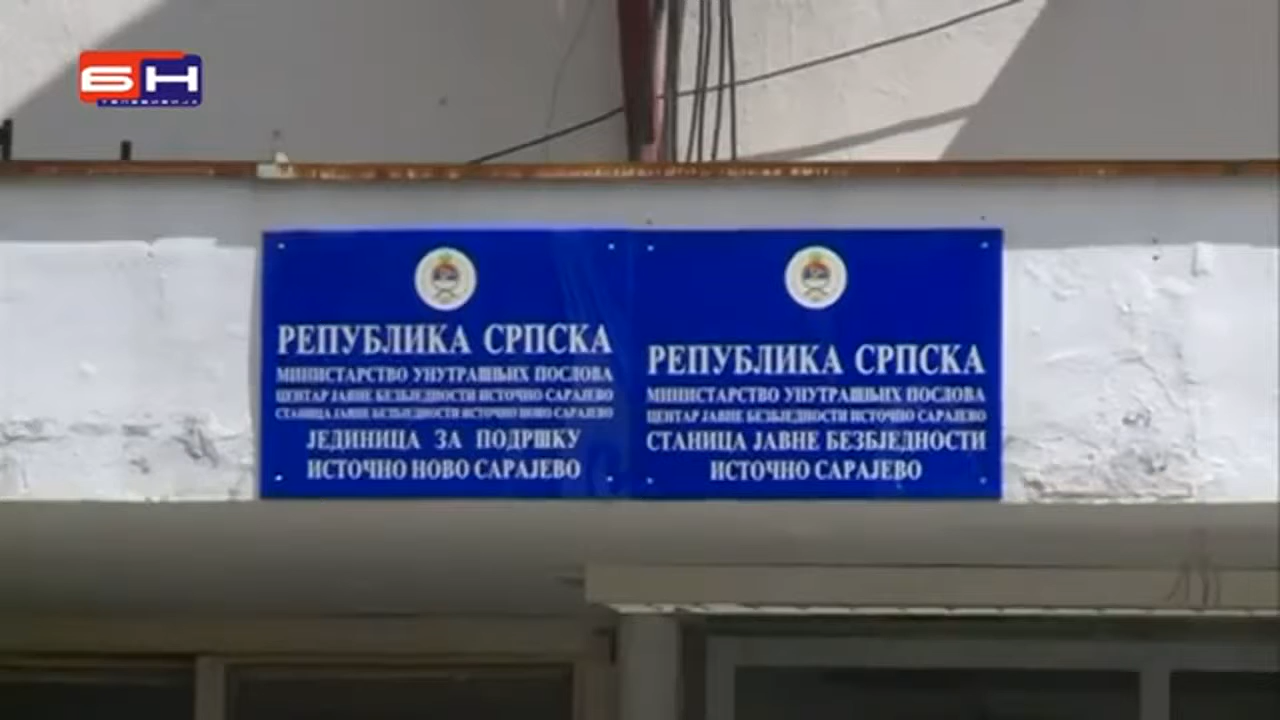 БН
ТЕЛЕВИЗИЈА
РЕПУБЛИКА СРПСКА
МИНИСТАРСТВО УНУТРАШЊИХ ПОСЛОВА
ЦЕНТАР ЈАВНЕ БЕЗБЈЕДНОСТИ ИСТОЧНО САРАЈЕВО
СТАНИЦА ЈАВНЕ БЕЗБЈЕДНОСТИ ИСТОЧНО НОВО САРАЈЕВО
ЈЕДИНИЦА ЗА ПОДРШКУ
ИСТОЧНО НОВО САРАЈЕВО
РЕПУБЛИКА СРПСКА
МИНИСТАРСТВО УНУТРАШЊИХ ПОСЛОВА
ЦЕНТАР ЈАВНЕ БЕЗБЈЕДНОСТИ ИСТОЧНО САРАЈЕВО
СТАНИЦА ЈАВНЕ БЕЗБЈЕДНОСТИ
ИСТОЧНО САРАЈЕВО